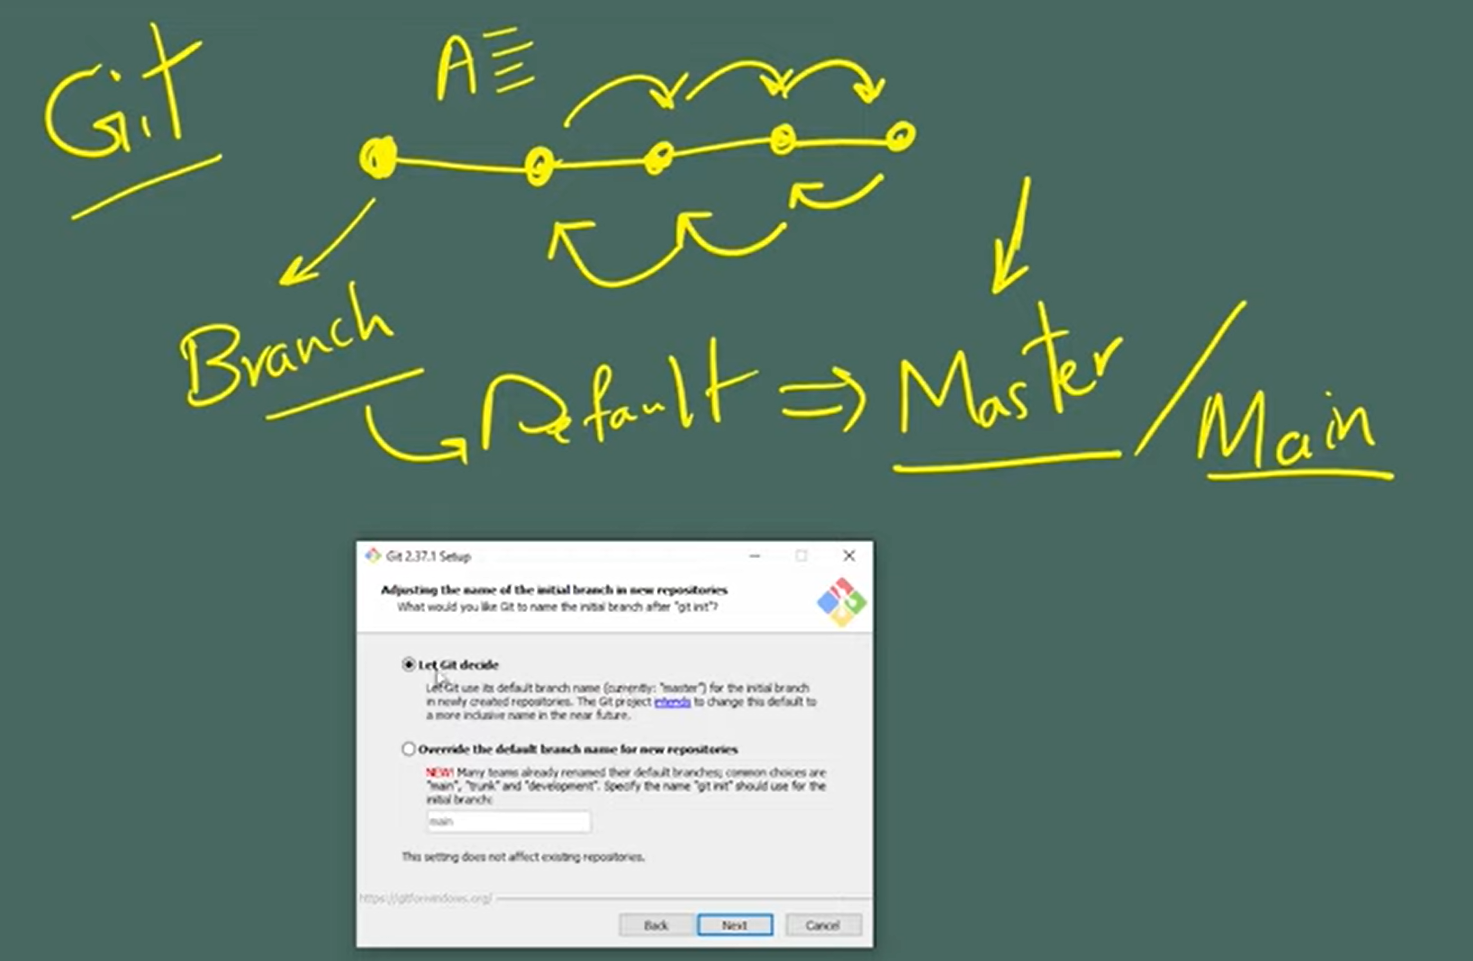 Git
A
Branch
Default ⇒ Master / Main
Git 2.37.1 Setup
Adjusting the name of the initial branch in new repositories
What would you like Git to name the initial branch after "git init"?
Let Git decide
Let Git use its default branch name (currently: "master") for the initial branch
in newly created repositories. The Git project intends to change this default to
a more inclusive name in the near future.
Override the default branch name for new repositories
NEW! Many teams already renamed their default branches; common choices are
"main", "trunk" and "development". Specify the name "git init" should use for the
initial branch:
main
This setting does not affect existing repositories.
https://gitforwindows.org/
Back Next Cancel